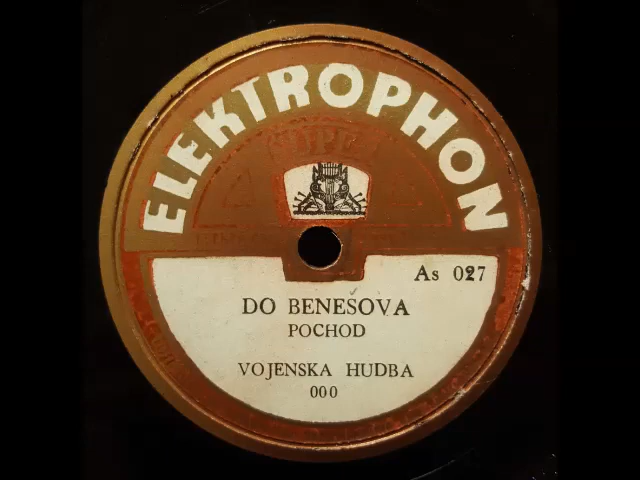 ELEKTROPHON
As 027
DO BENEŠOVA
POCHOD
VOJENSKA HUDBA
000